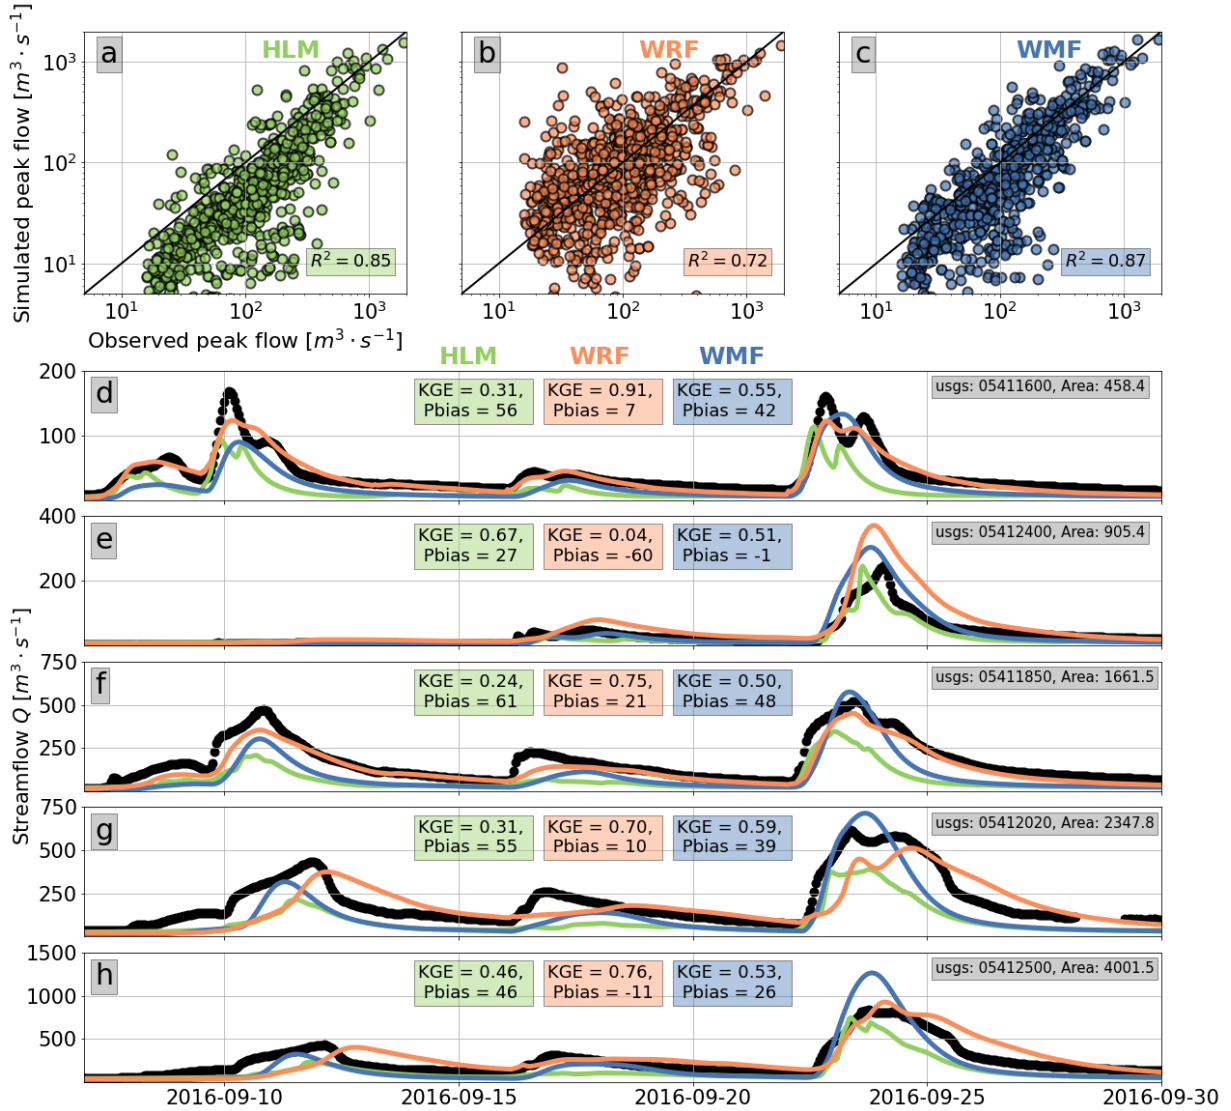 a
HLM
b
WRF
c
WMF
Simulated peak flow [m³ · s⁻¹]
10³
10²
10¹
R² = 0.85
R² = 0.72
R² = 0.87
10¹ 10² 10³
10¹ 10² 10³
10¹ 10² 10³
Observed peak flow [m³ · s⁻¹]
HLM WRF WMF
Streamflow Q [m³ · s⁻¹]
200
100
d
KGE = 0.31,
Pbias = 56
KGE = 0.91,
Pbias = 7
KGE = 0.55,
Pbias = 42
usgs: 05411600, Area: 458.4
400
200
e
KGE = 0.67,
Pbias = 27
KGE = 0.04,
Pbias = -60
KGE = 0.51,
Pbias = -1
usgs: 05412400, Area: 905.4
750
500
250
f
KGE = 0.24,
Pbias = 61
KGE = 0.75,
Pbias = 21
KGE = 0.50,
Pbias = 48
usgs: 05411850, Area: 1661.5
750
500
250
g
KGE = 0.31,
Pbias = 55
KGE = 0.70,
Pbias = 10
KGE = 0.59,
Pbias = 39
usgs: 05412020, Area: 2347.8
1500
1000
500
h
KGE = 0.46,
Pbias = 46
KGE = 0.76,
Pbias = -11
KGE = 0.53,
Pbias = 26
usgs: 05412500, Area: 4001.5
2016-09-10 2016-09-15 2016-09-20 2016-09-25 2016-09-30